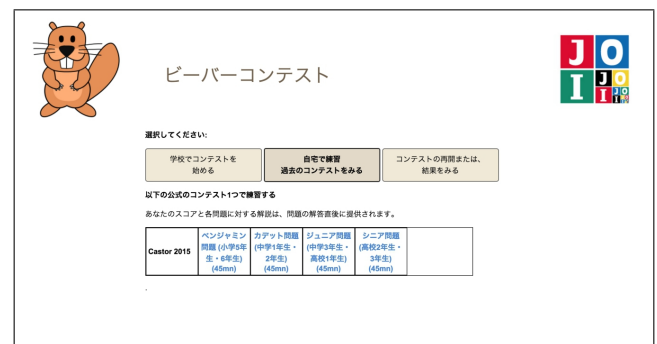 ビーバーコンテスト
JO
I JO
I JO
選択してください:
学校でコンテストを
始める
自宅で練習
過去のコンテストをみる
コンテストの再開または、
結果をみる
以下の公式のコンテスト1つで練習する
あなたのスコアと各問題に対する解説は、問題の解答直後に提供されます。
Castor 2015
ベンジャミン
問題 (小学5年
生・6年生)
(45mn)
カデット問題
(中学1年生・
2年生)
(45mn)
ジュニア問題
(中学3年生・
高校1年生)
(45mn)
シニア問題
(高校2年生・
3年生)
(45mn)
.